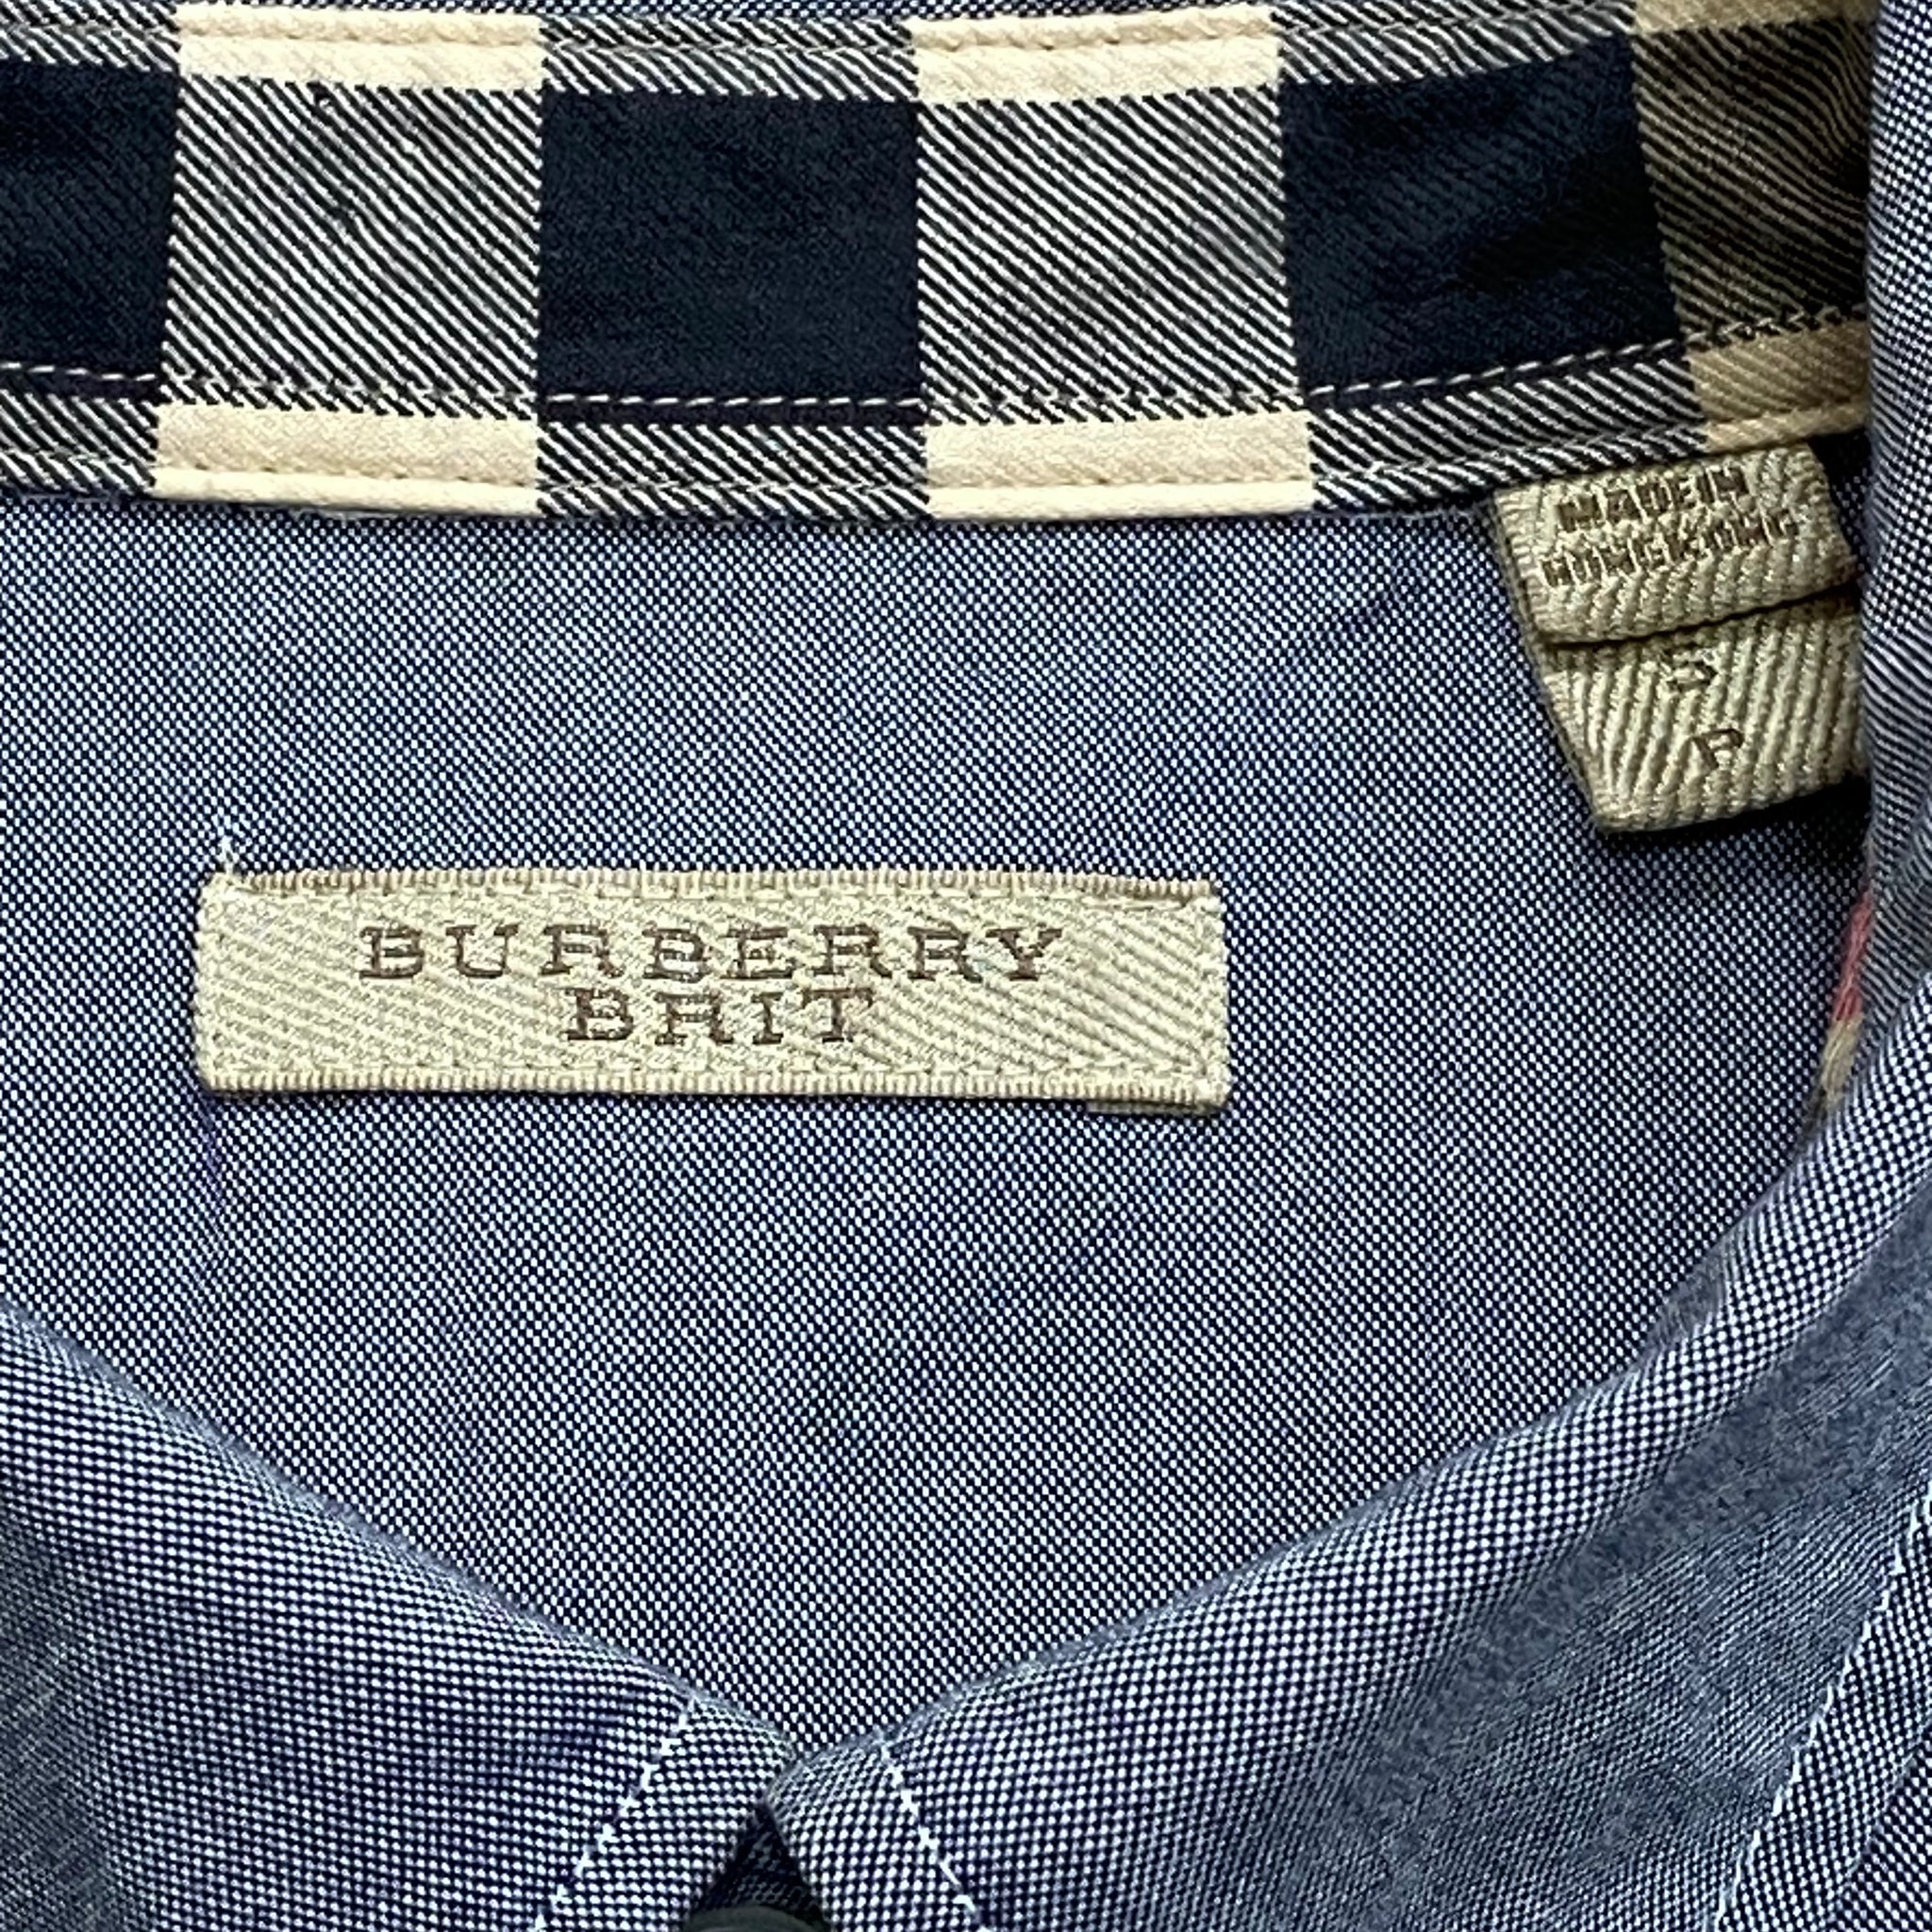 MADE IN
HONG KONG
S
P
BURBERRY
BRIT